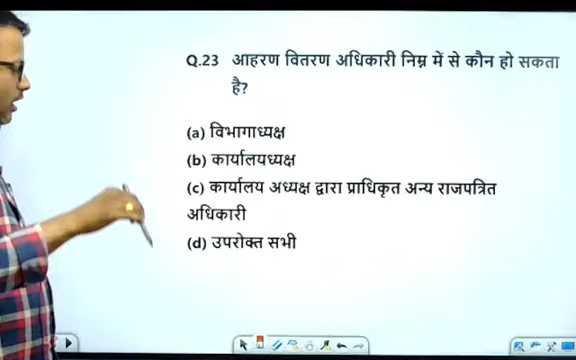 Q.23 आहरण वितरण अधिकारी निम्न में से कौन हो सकता
है?
(a) विभागाध्यक्ष
(b) कार्यालयध्यक्ष
(c) कार्यालय अध्यक्ष द्वारा प्राधिकृत अन्य राजपत्रित
अधिकारी
(d) उपरोक्त सभी